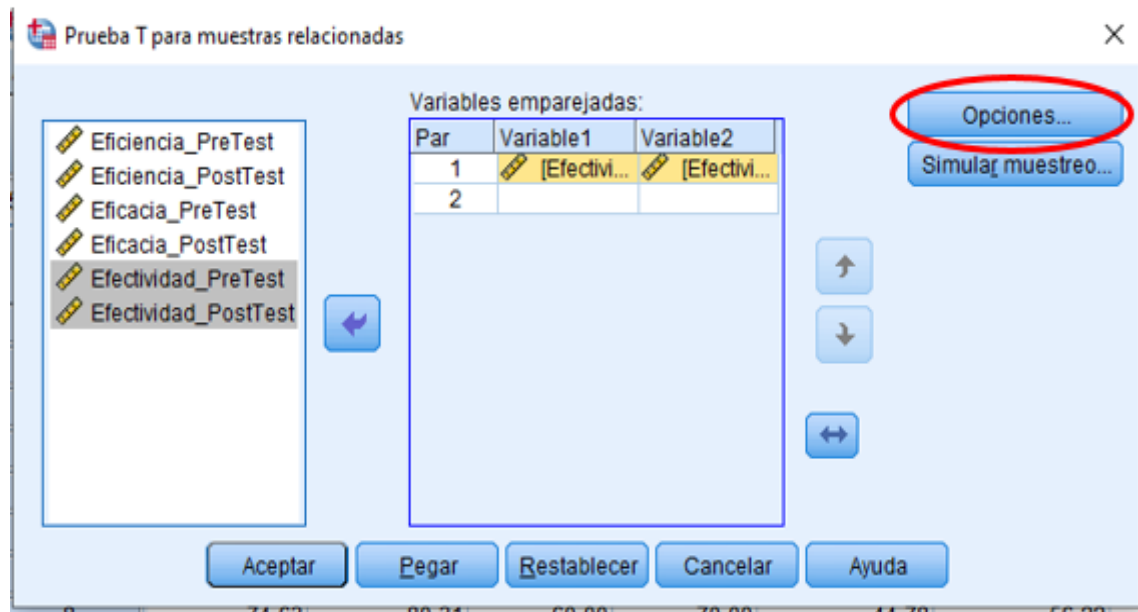 Prueba T para muestras relacionadas
Eficiencia_PreTest
Eficiencia_PostTest
Eficacia_PreTest
Eficacia_PostTest
Efectividad_PreTest
Efectividad_PostTest
Variables emparejadas:
Par Variable1 Variable2
1 [Efectivi... [Efectivi...
2
Opciones...
Simular muestreo...
Aceptar Pegar Restablecer Cancelar Ayuda